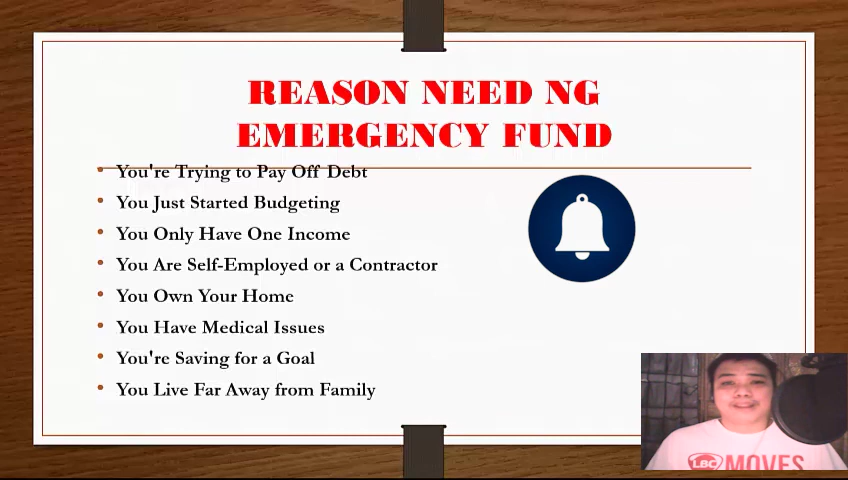 REASON NEED NG
EMERGENCY FUND
• You're Trying to Pay Off Debt
• You Just Started Budgeting
• You Only Have One Income
• You Are Self-Employed or a Contractor
• You Own Your Home
• You Have Medical Issues
• You're Saving for a Goal
• You Live Far Away from Family
LBC MOVES